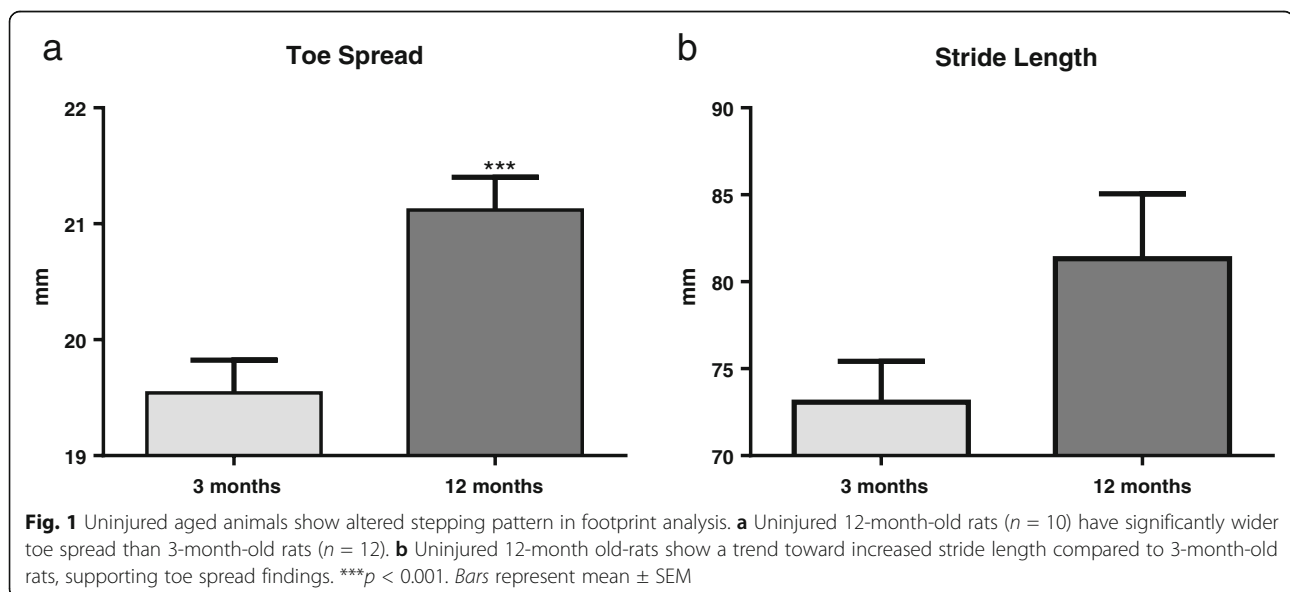 a
Toe Spread
22
21
20
19
mm
***
3 months
12 months
b
Stride Length
90
85
80
75
70
mm
3 months
12 months
Fig. 1 Uninjured aged animals show altered stepping pattern in footprint analysis. a Uninjured 12-month-old rats (n = 10) have significantly wider
toe spread than 3-month-old rats (n = 12). b Uninjured 12-month old-rats show a trend toward increased stride length compared to 3-month-old
rats, supporting toe spread findings. ***p < 0.001. Bars represent mean ± SEM